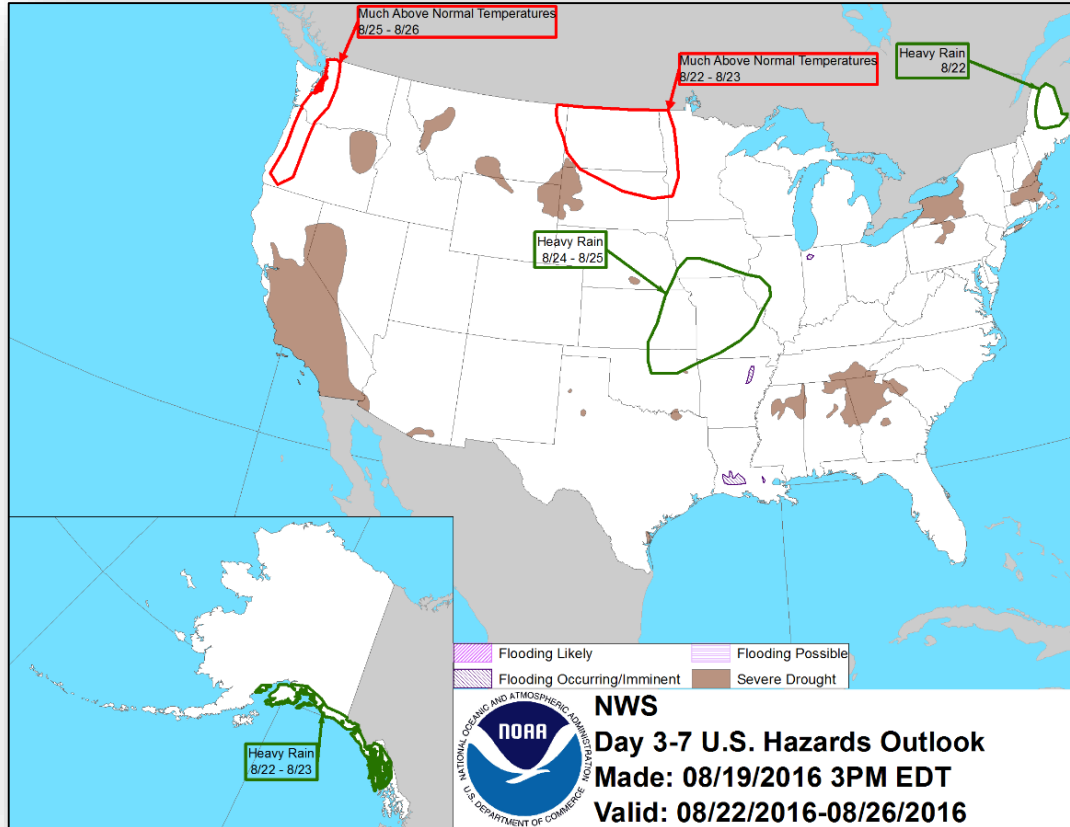 Much Above Normal Temperatures
8/25 - 8/26
Much Above Normal Temperatures
8/22 - 8/23
Heavy Rain
8/22
Heavy Rain
8/24 - 8/25
Heavy Rain
8/22 - 8/23
Flooding Likely
Flooding Possible
Flooding Occurring/Imminent
Severe Drought
NATIONAL OCEANIC AND ATMOSPHERIC ADMINISTRATION
NOAA
U.S. DEPARTMENT OF COMMERCE
NWS
Day 3-7 U.S. Hazards Outlook
Made: 08/19/2016 3PM EDT
Valid: 08/22/2016-08/26/2016